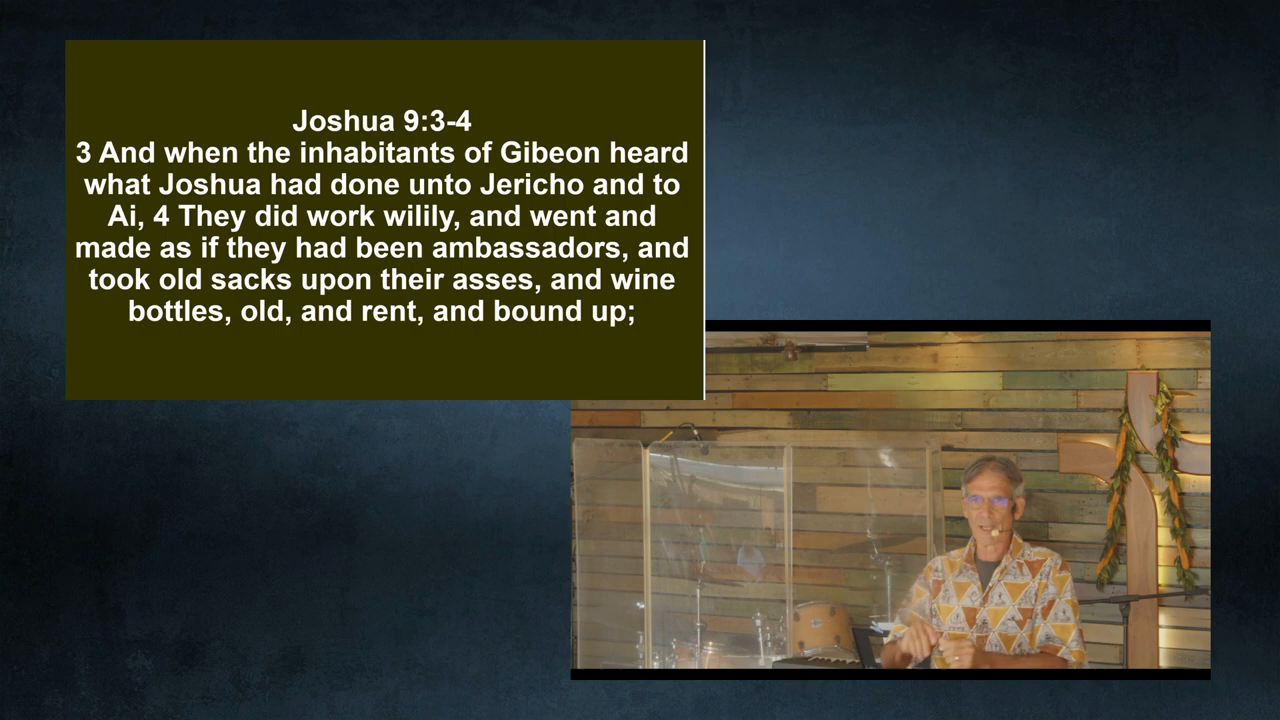 Joshua 9:3-4
3 And when the inhabitants of Gibeon heard
what Joshua had done unto Jericho and to
Ai, 4 They did work wilily, and went and
made as if they had been ambassadors, and
took old sacks upon their asses, and wine
bottles, old, and rent, and bound up;